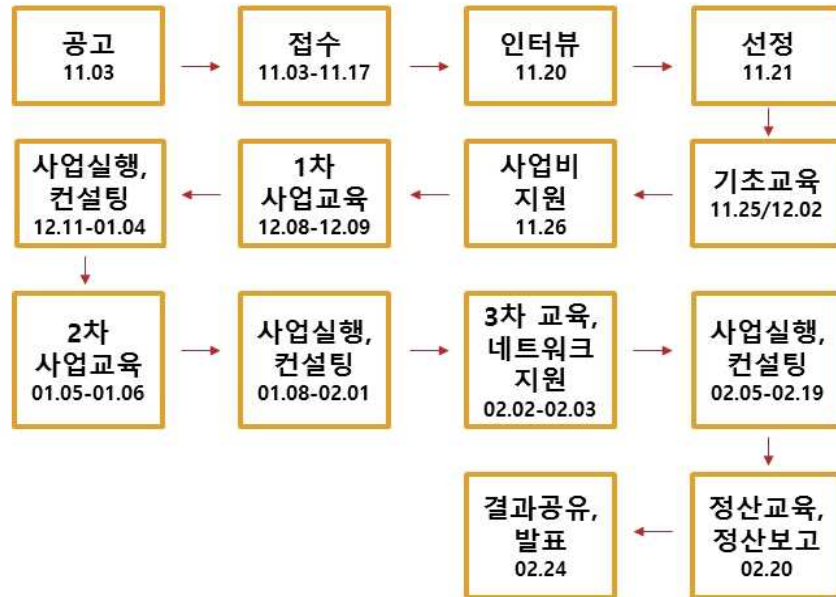 공고
11.03
접수
11.03-11.17
인터뷰
11.20
선정
11.21
기초교육
11.25/12.02
사업비
지원
11.26
1차
사업교육
12.08-12.09
사업실행,
컨설팅
12.11-01.04
2차
사업교육
01.05-01.06
사업실행,
컨설팅
01.08-02.01
3차 교육,
네트워크
지원
02.02-02.03
사업실행,
컨설팅
02.05-02.19
정산교육,
정산보고
02.20
결과공유,
발표
02.24